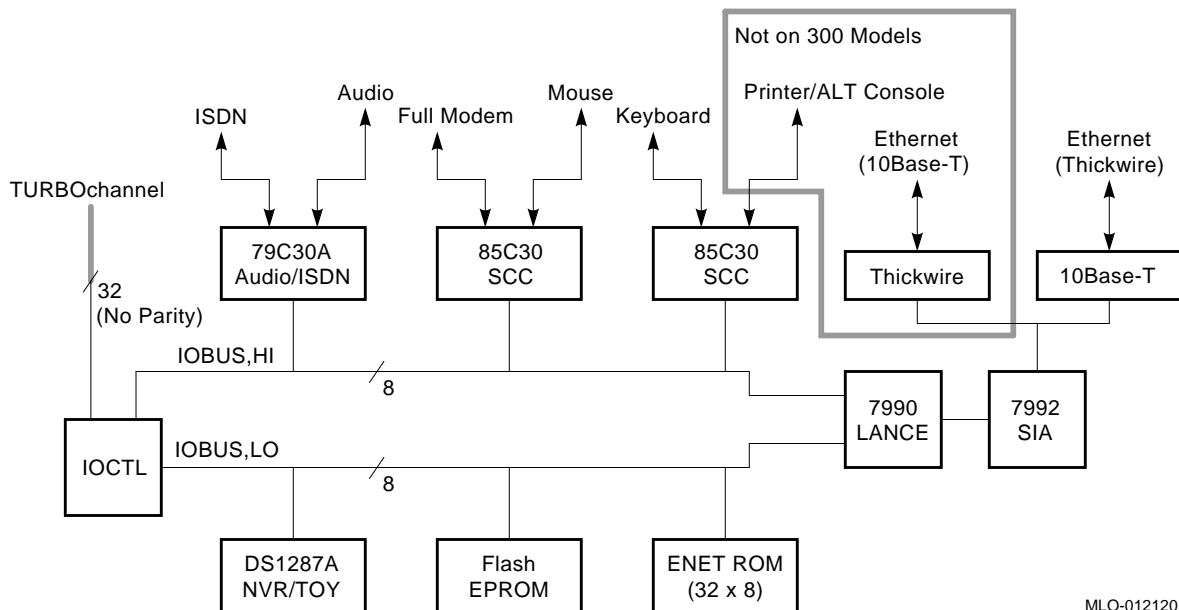 Not on 300 Models
Audio
Mouse
Printer/ALT Console
ISDN
Full Modem
Keyboard
Ethernet
(10Base-T)
Ethernet
(Thickwire)
TURBOchannel
79C30A
Audio/ISDN
85C30
SCC
85C30
SCC
Thickwire
10Base-T
32
(No Parity)
IOBUS,HI
8
7990
LANCE
7992
SIA
IOCTL
IOBUS,LO
8
DS1287A
NVR/TOY
Flash
EPROM
ENET ROM
(32 x 8)
MLO-012120